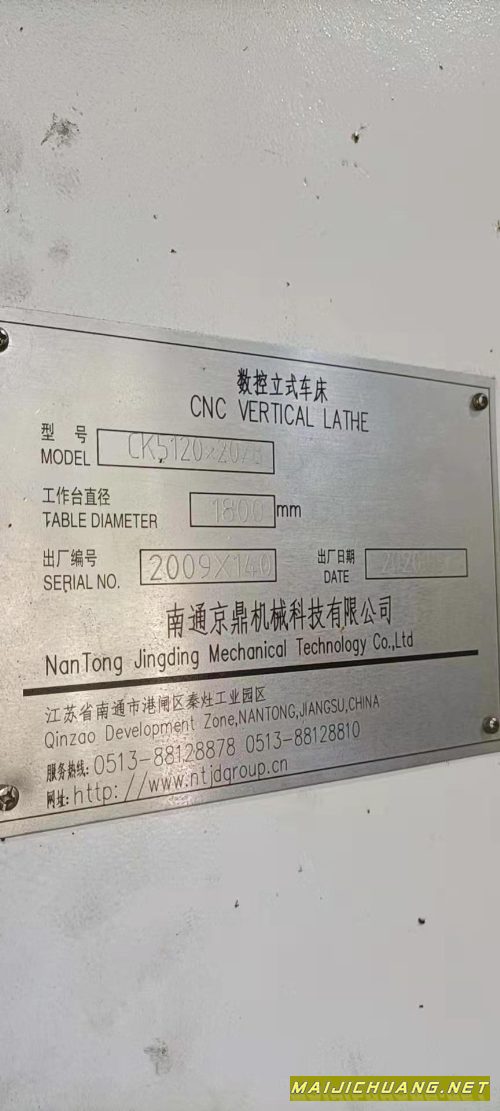 数控立式车床
CNC VERTICAL LATHE
型 号
MODEL CK5120×20/8
工作台直径
TABLE DIAMETER 1800 mm
出厂编号 出厂日期
SERIAL NO. 2009X140 DATE
南通京鼎机械科技有限公司
NanTong Jingding Mechanical Technology Co.,Ltd
江苏省南通市港闸区秦灶工业园区
Qinzao Development Zone,NANTONG,JIANGSU,CHINA
服务热线: 0513-88128878 0513-88128810
网址: http://www.ntjdgroup.cn
MAIJICHUANG.NET